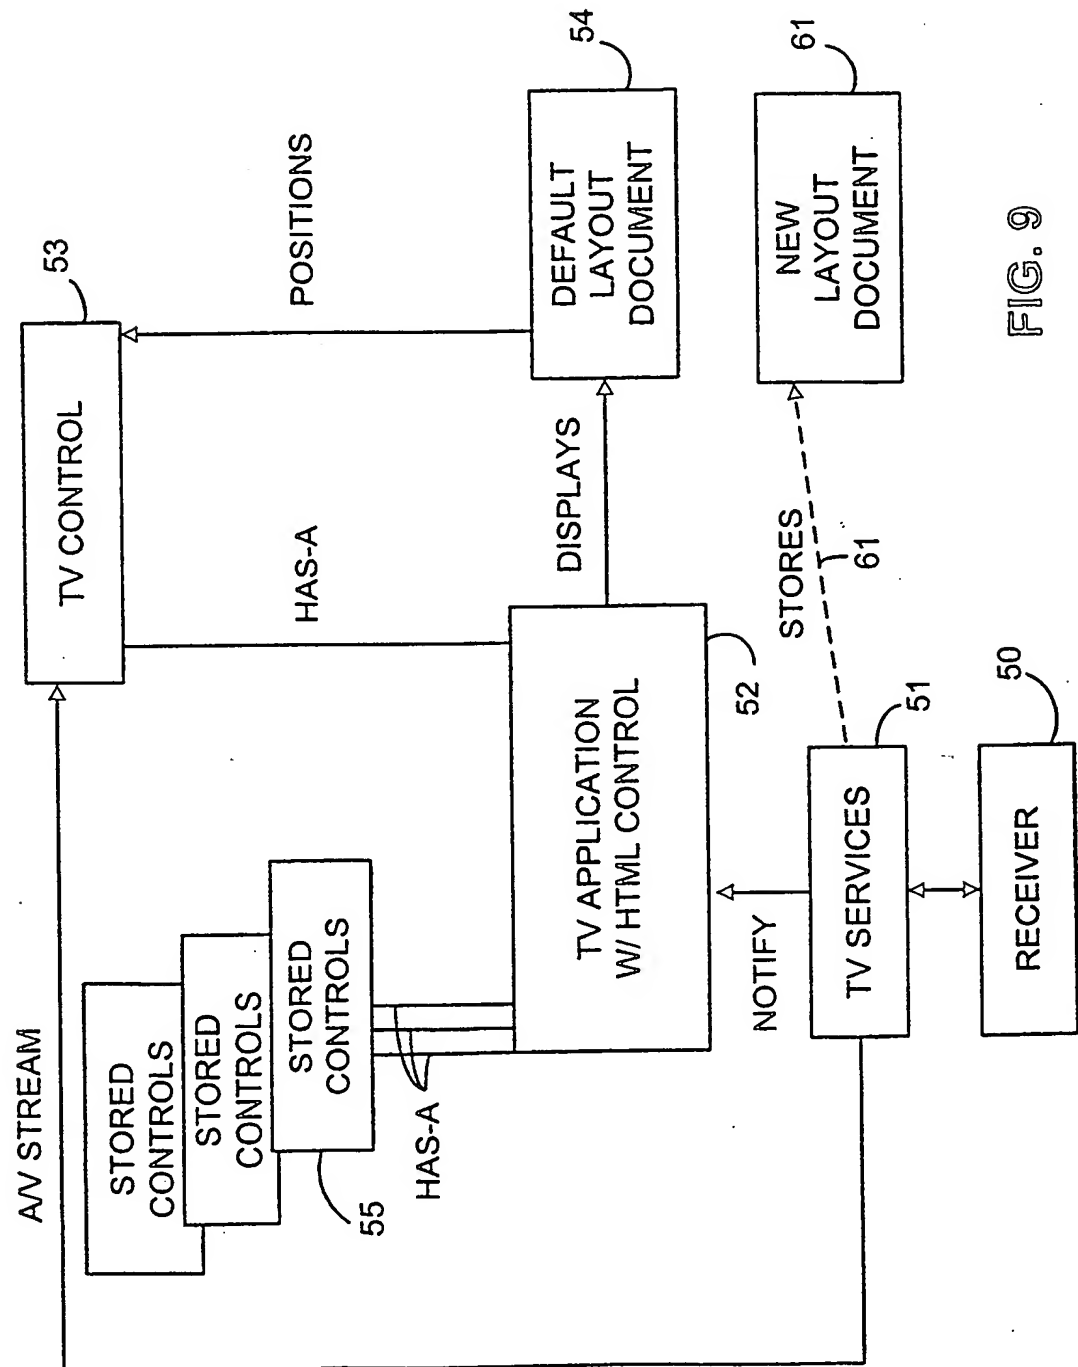 A/V STREAM
TV CONTROL
53
STORED
CONTROLS
STORED
CONTROLS
STORED
CONTROLS
55
HAS-A
HAS-A
POSITIONS
TV APPLICATION
W/ HTML CONTROL
52
DISPLAYS
DEFAULT
LAYOUT
DOCUMENT
54
NOTIFY
STORES
61
NEW
LAYOUT
DOCUMENT
61
TV SERVICES
51
RECEIVER
50
FIG. 9